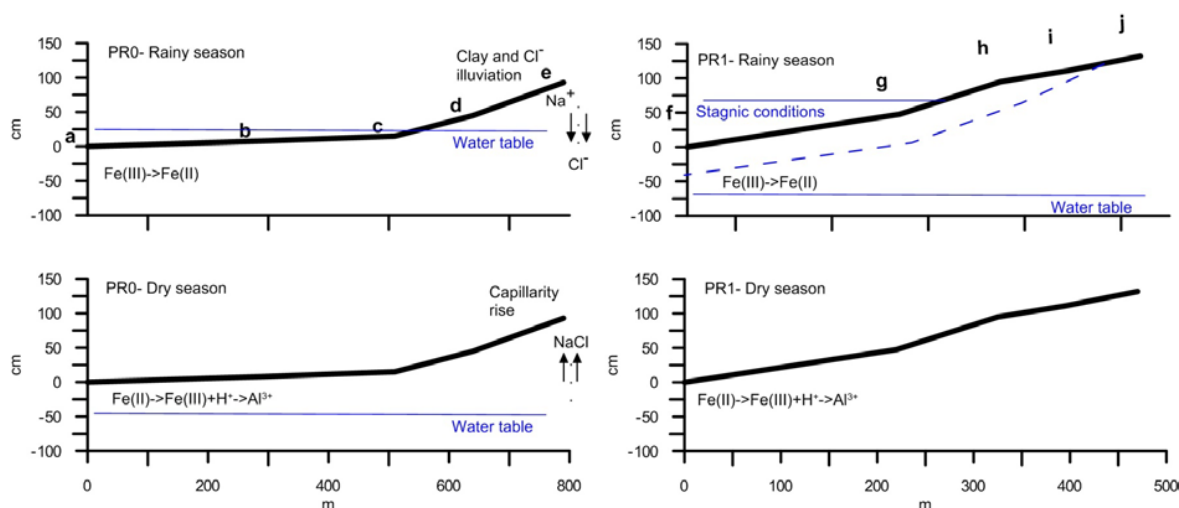 PR0- Rainy season
150
100
50
0
-50
-100
cm
Clay and Cl⁻
illuviation
a
b
c
d
e
Na⁺
Cl⁻
Water table
Fe(III)->Fe(II)
PR1- Rainy season
150
100
50
0
-50
-100
cm
f
g
h
i
j
Stagnic conditions
Fe(III)->Fe(II)
Water table
PR0- Dry season
150
100
50
0
-50
-100
cm
Capillarity
rise
NaCl
Fe(II)->Fe(III)+H⁺->Al³⁺
Water table
0
200
400
600
800
m
PR1- Dry season
150
100
50
0
-50
-100
cm
Fe(II)->Fe(III)+H⁺->Al³⁺
0
100
200
300
400
500
m